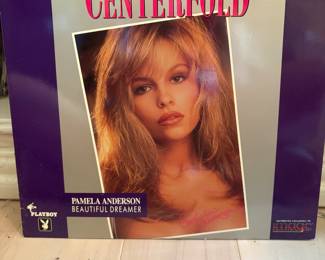 CENTERFOLD
PAMELA ANDERSON
BEAUTIFUL DREAMER
PLAYBOY